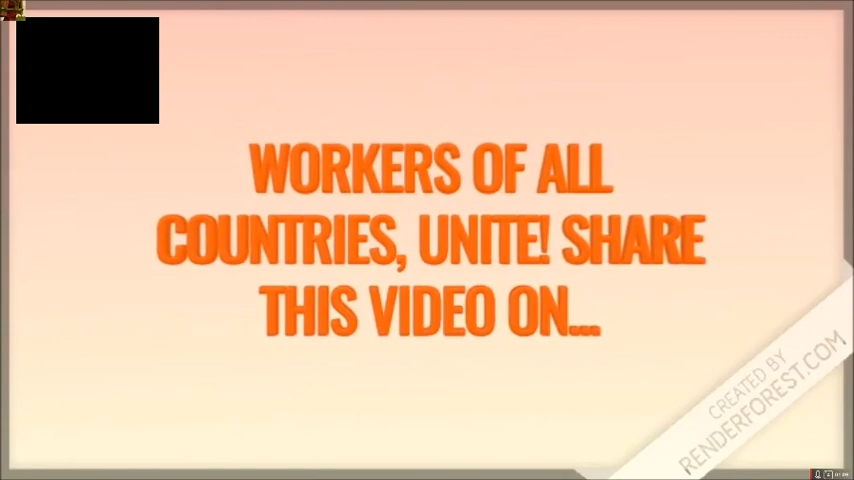 WORKERS OF ALL
COUNTRIES, UNITE! SHARE
THIS VIDEO ON...
CREATED BY
RENDERFOREST.COM